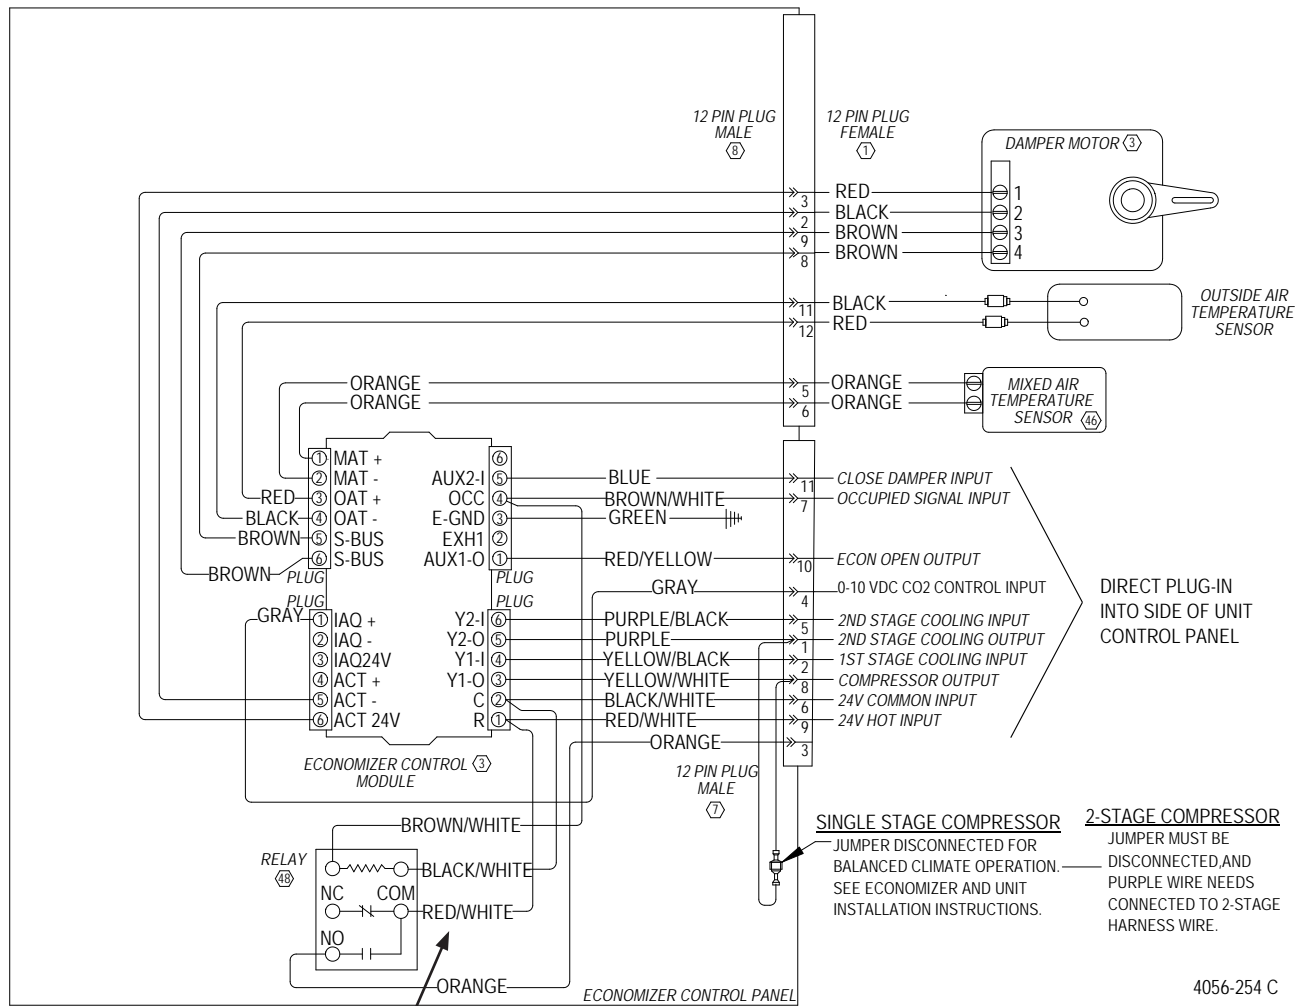 12 PIN PLUG
MALE
8
12 PIN PLUG
FEMALE
1
DAMPER MOTOR 3
3 RED 1
2 BLACK 2
9 BROWN 3
8 BROWN 4
11 BLACK
12 RED
OUTSIDE AIR
TEMPERATURE
SENSOR
ORANGE 5 ORANGE
ORANGE 6 ORANGE
MIXED AIR
TEMPERATURE
SENSOR 46
1 MAT +
2 MAT -
RED 3 OAT +
BLACK 4 OAT -
BROWN 5 S-BUS
BROWN 6 S-BUS
PLUG
6
AUX2-I 5 BLUE 11 CLOSE DAMPER INPUT
OCC 4 BROWN/WHITE 7 OCCUPIED SIGNAL INPUT
E-GND 3 GREEN
EXH1 2
AUX1-O 1 RED/YELLOW 10 ECON OPEN OUTPUT
PLUG
GRAY 4 0-10 VDC CO2 CONTROL INPUT
PLUG
GRAY 1 IAQ +
2 IAQ -
3 IAQ24V
4 ACT +
5 ACT -
6 ACT 24V
PLUG
Y2-I 6 PURPLE/BLACK 5 2ND STAGE COOLING INPUT
Y2-O 5 PURPLE 1 2ND STAGE COOLING OUTPUT
Y1-I 4 YELLOW/BLACK 2 1ST STAGE COOLING INPUT
Y1-O 3 YELLOW/WHITE 8 COMPRESSOR OUTPUT
C 2 BLACK/WHITE 6 24V COMMON INPUT
R 1 RED/WHITE 9 24V HOT INPUT
ORANGE 3
DIRECT PLUG-IN
INTO SIDE OF UNIT
CONTROL PANEL
ECONOMIZER CONTROL 3
MODULE
12 PIN PLUG
MALE
7
BROWN/WHITE
RELAY
48
BLACK/WHITE
NC COM
RED/WHITE
NO
ORANGE
SINGLE STAGE COMPRESSOR
JUMPER DISCONNECTED FOR
BALANCED CLIMATE OPERATION.
SEE ECONOMIZER AND UNIT
INSTALLATION INSTRUCTIONS.
2-STAGE COMPRESSOR
JUMPER MUST BE
DISCONNECTED,AND
PURPLE WIRE NEEDS
CONNECTED TO 2-STAGE
HARNESS WIRE.
ECONOMIZER CONTROL PANEL
4056-254 C